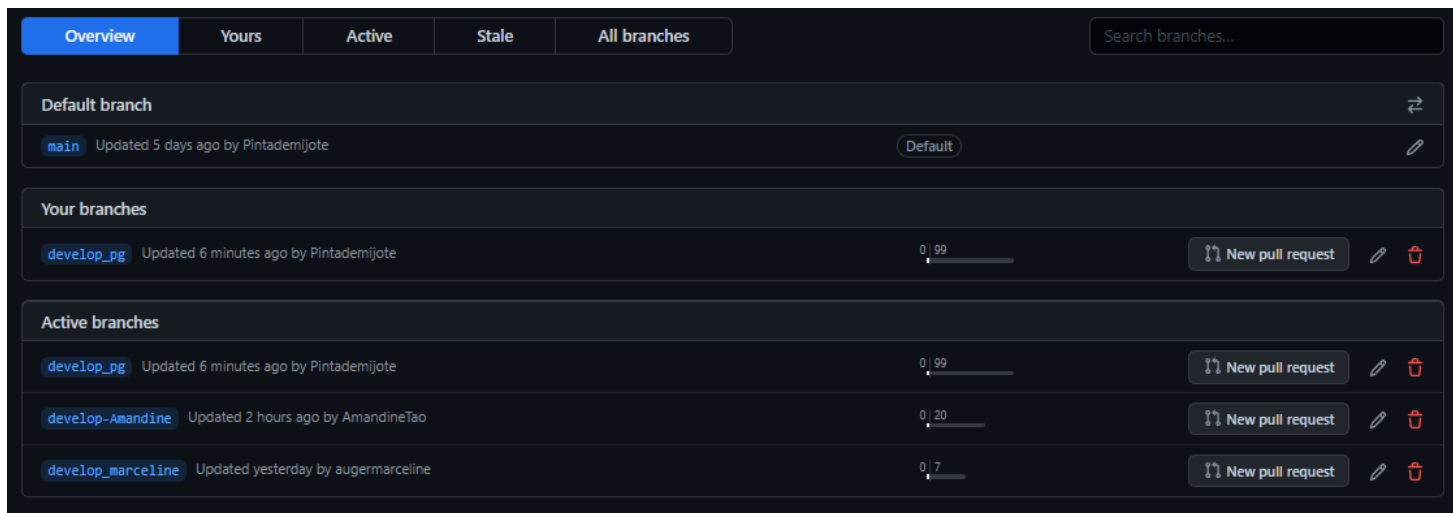 Overview Yours Active Stale All branches Search branches...
Default branch
main Updated 5 days ago by Pintademijote Default
Your branches
develop_pg Updated 6 minutes ago by Pintademijote 0 99 New pull request
Active branches
develop_pg Updated 6 minutes ago by Pintademijote 0 99 New pull request
develop-Amandine Updated 2 hours ago by AmandineTao 0 20 New pull request
develop_marceline Updated yesterday by augermarceline 0 7 New pull request